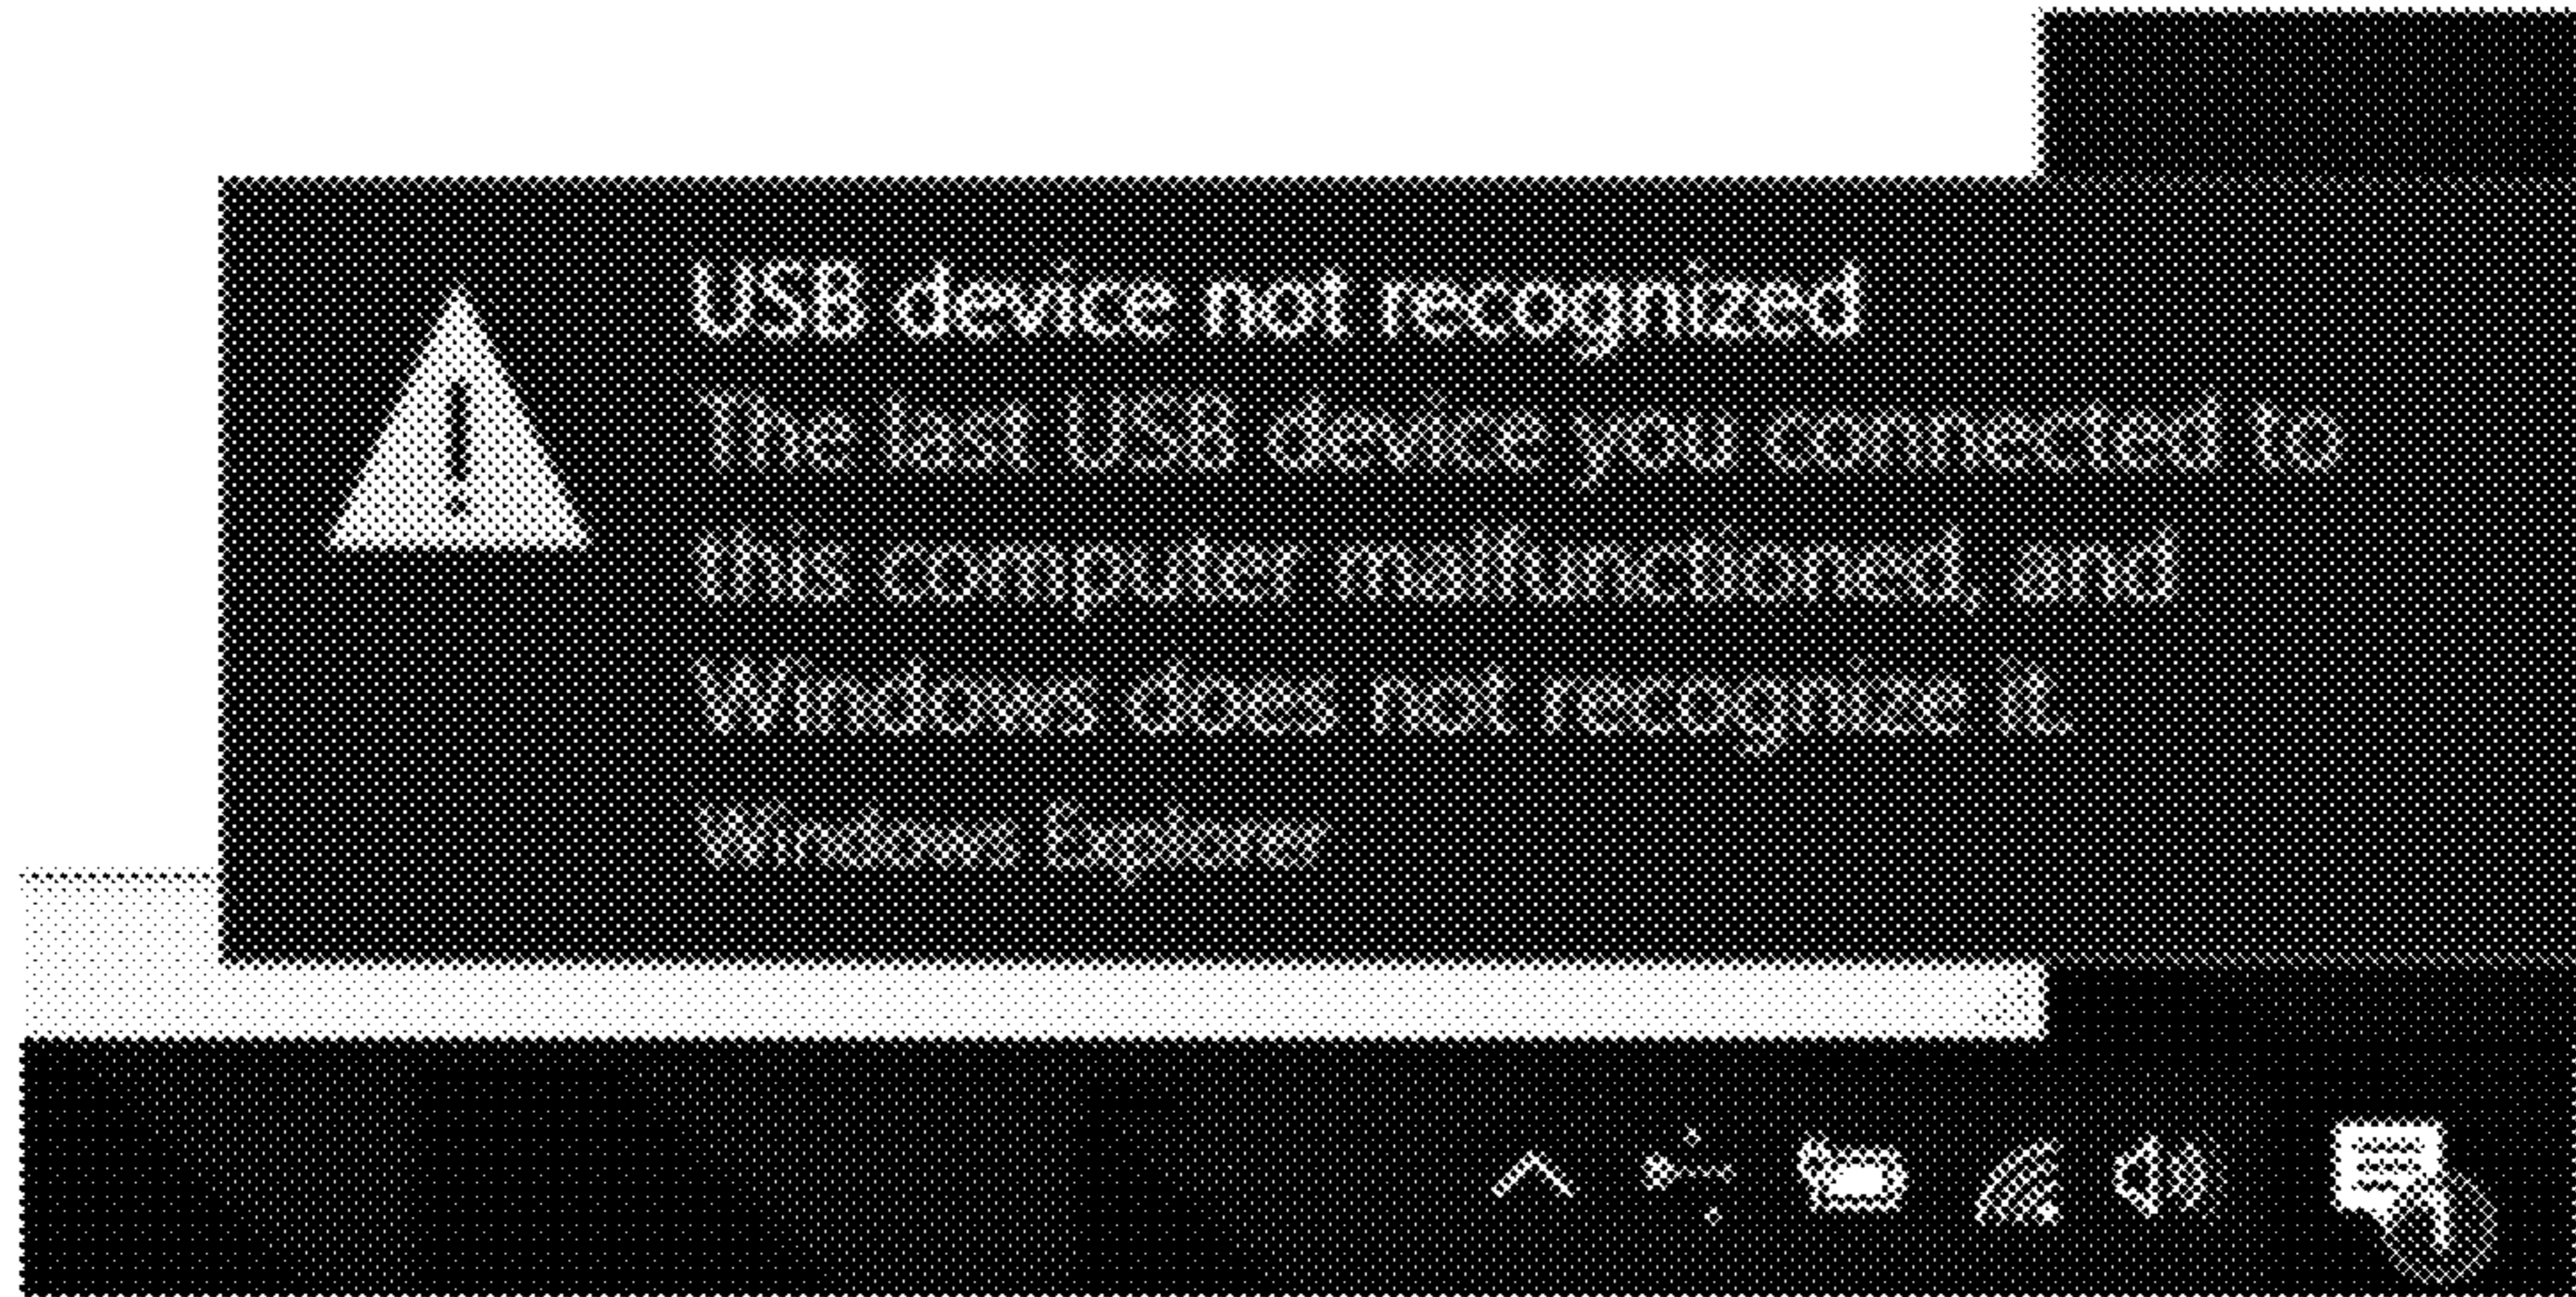 USB device not recognized
The last USB device you connected to
this computer malfunctioned, and
Windows does not recognize it.
Windows Explorer
1